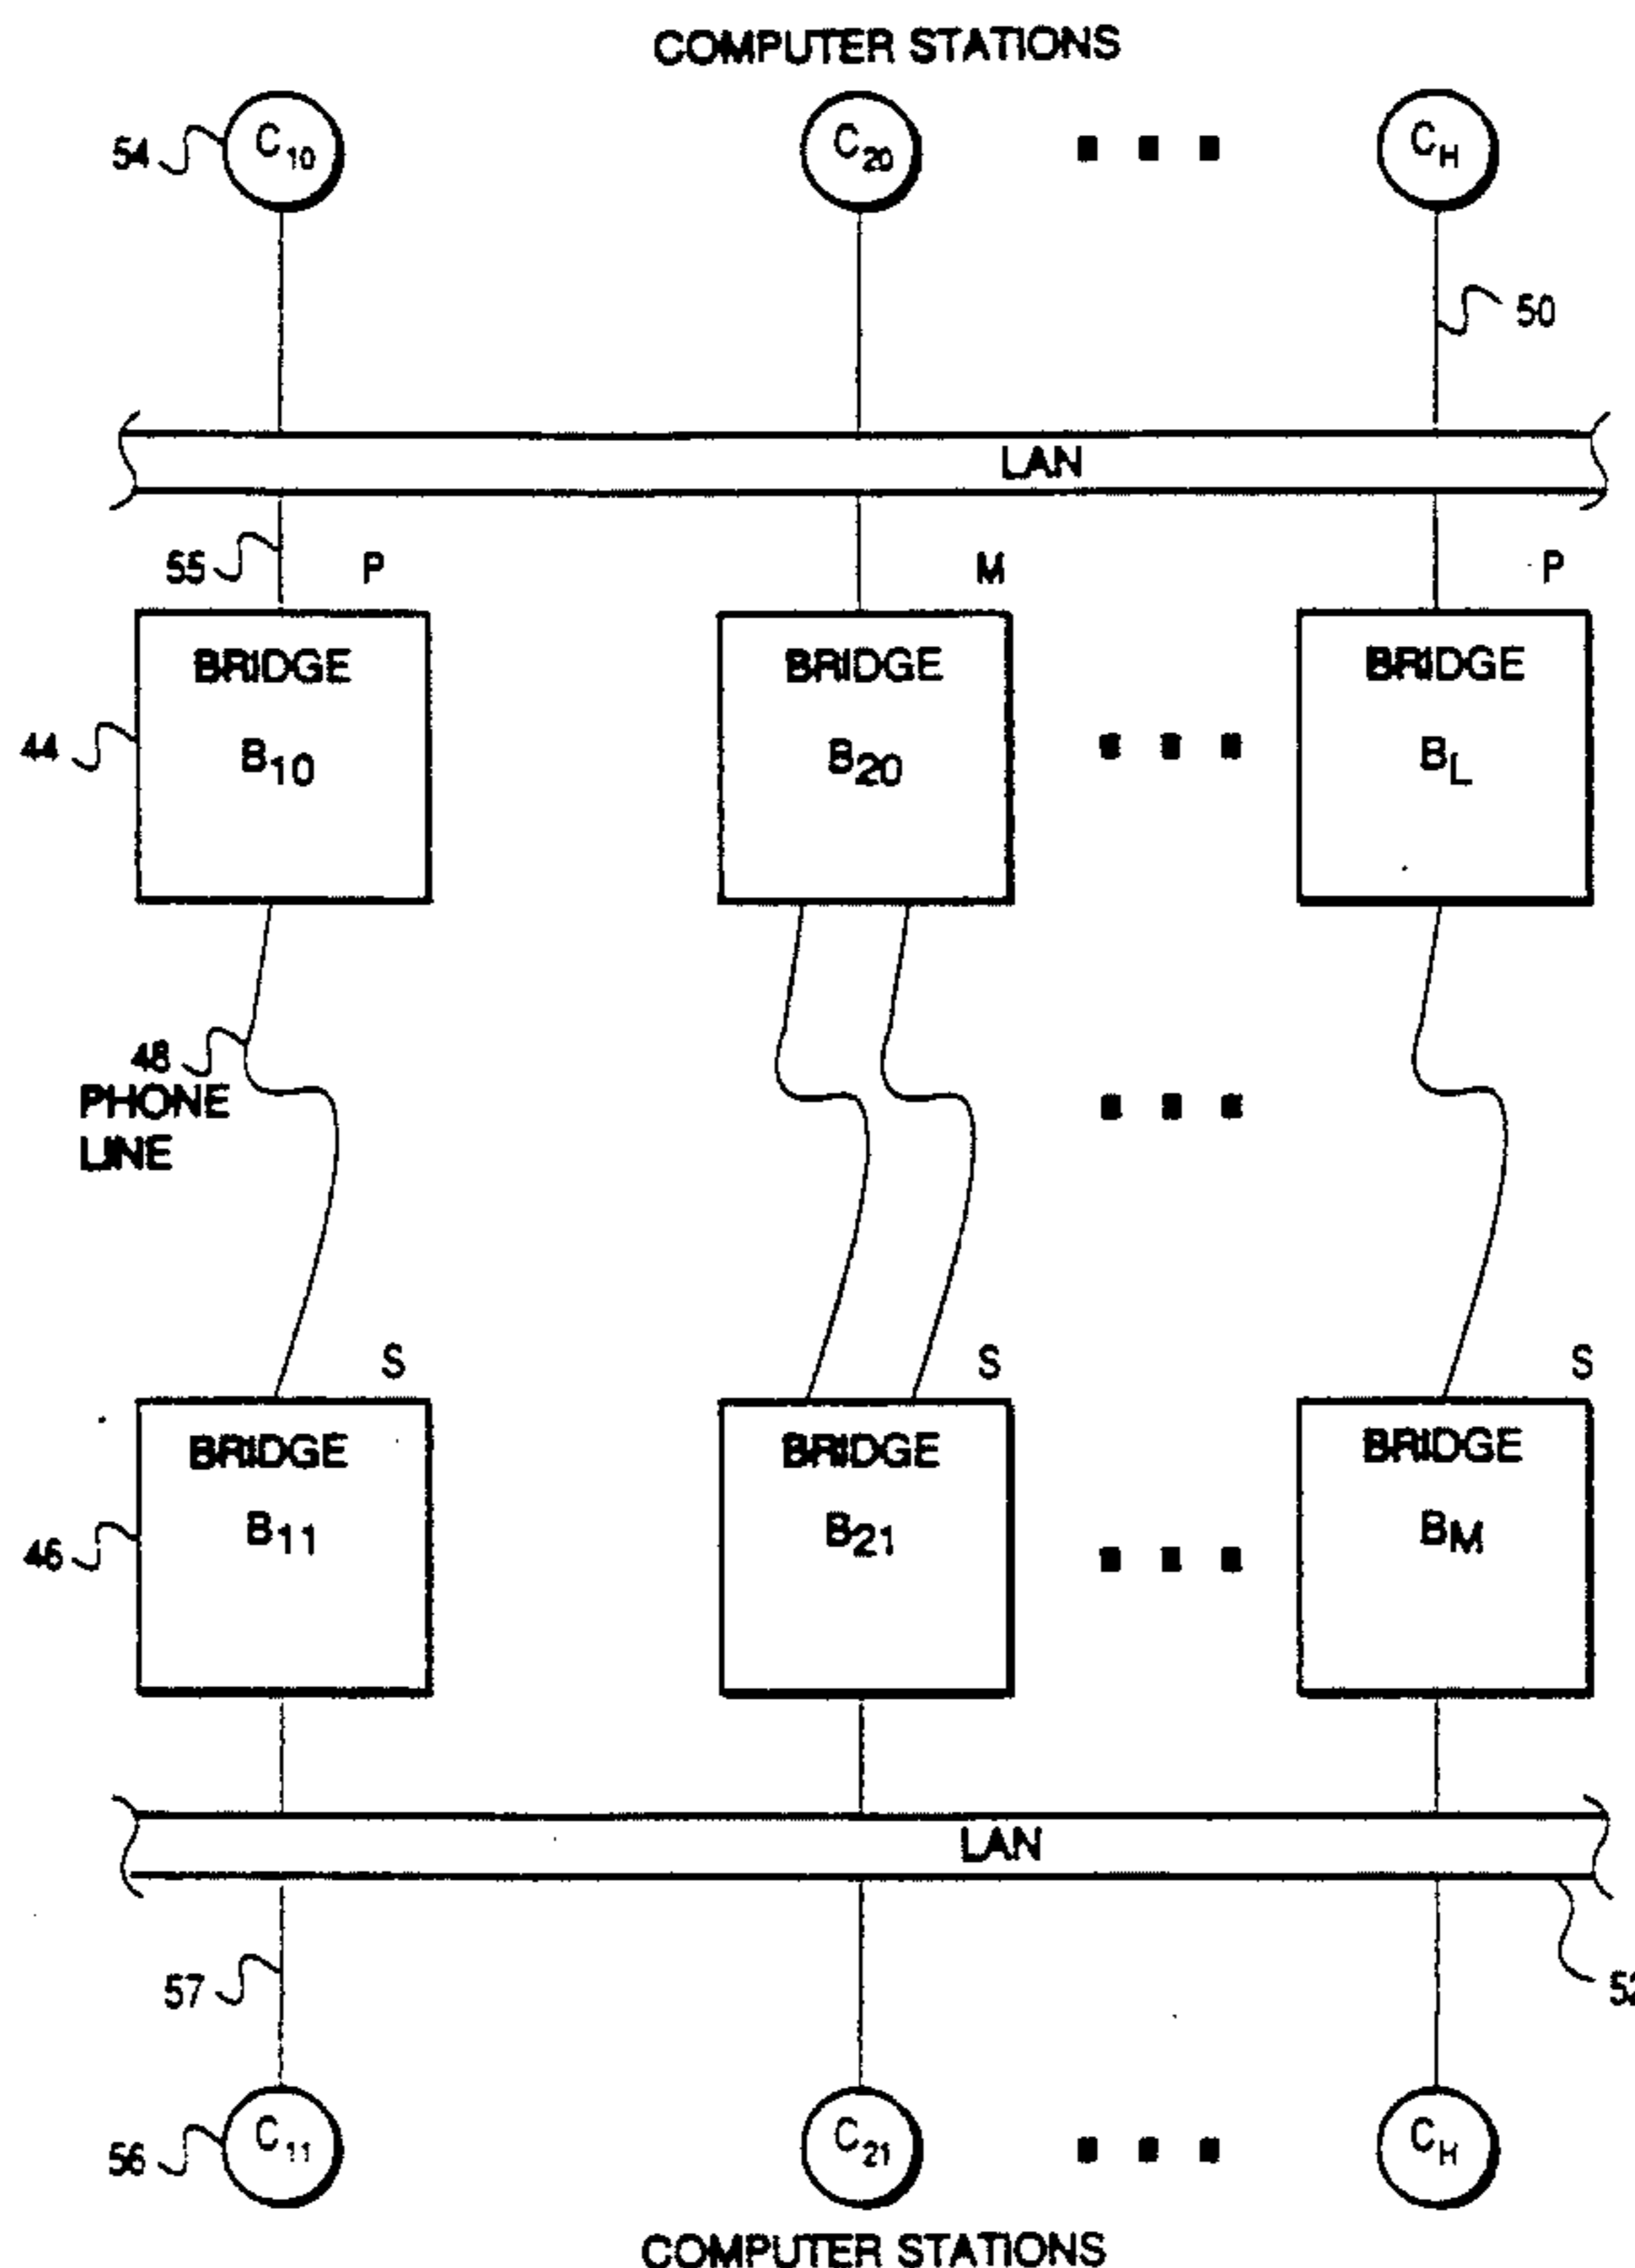 COMPUTER STATIONS
54 C10 C20 CH
50
LAN
55 P M P
BRIDGE BRIDGE BRIDGE
44 B10 B20 BL
48
PHONE
LINE
S S S
BRIDGE BRIDGE BRIDGE
46 B11 B21 BM
LAN
57 52
56 C11 C21 CH
COMPUTER STATIONS